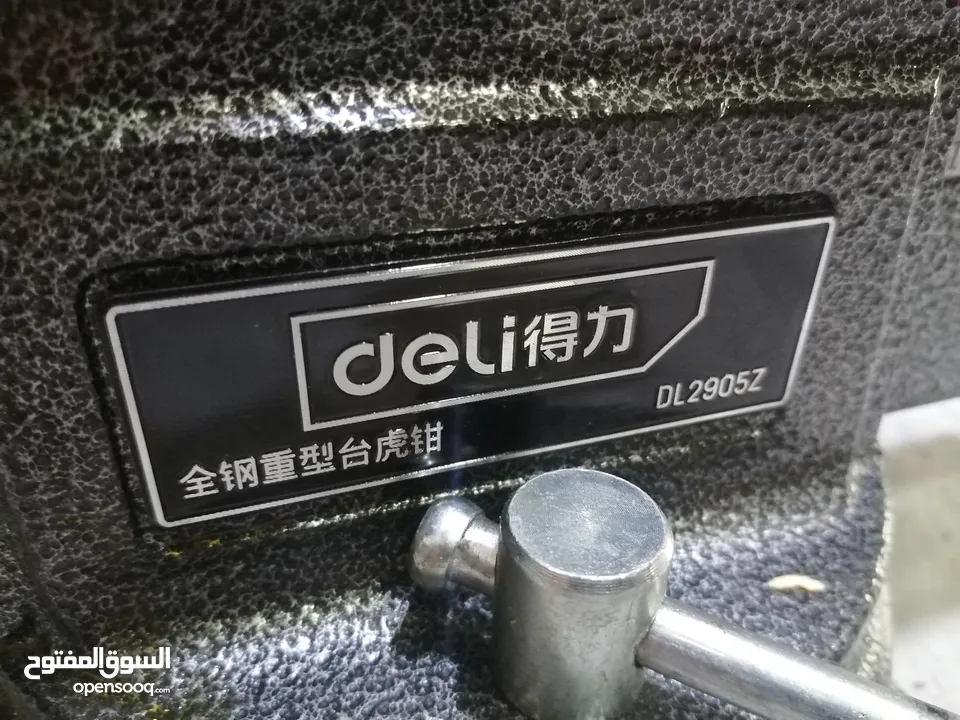 deli得力
DL2905Z
全钢重型台虎钳
السوق المفتوح
opensooq.com